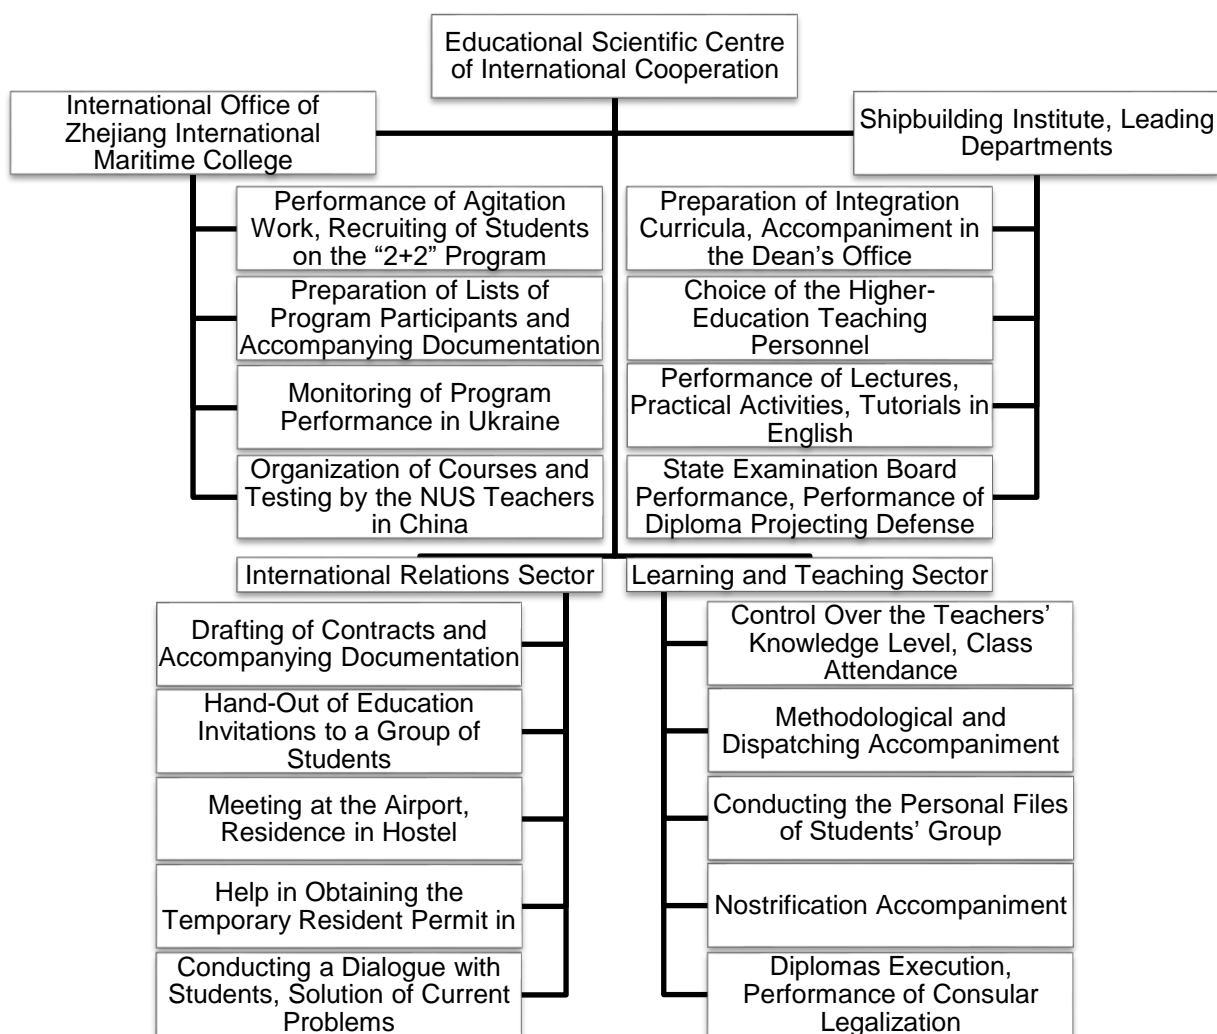 Educational Scientific Centre
of International Cooperation
International Office of
Zhejiang International
Maritime College
Shipbuilding Institute, Leading
Departments
Performance of Agitation
Work, Recruiting of Students
on the “2+2” Program
Preparation of Lists of
Program Participants and
Accompanying Documentation
Monitoring of Program
Performance in Ukraine
Organization of Courses and
Testing by the NUS Teachers
in China
Preparation of Integration
Curricula, Accompaniment in
the Dean’s Office
Choice of the Higher-
Education Teaching
Personnel
Performance of Lectures,
Practical Activities, Tutorials in
English
State Examination Board
Performance, Performance of
Diploma Projecting Defense
International Relations Sector
Drafting of Contracts and
Accompanying Documentation
Hand-Out of Education
Invitations to a Group of
Students
Meeting at the Airport,
Residence in Hostel
Help in Obtaining the
Temporary Resident Permit in
Conducting a Dialogue with
Students, Solution of Current
Problems
Learning and Teaching Sector
Control Over the Teachers’
Knowledge Level, Class
Attendance
Methodological and
Dispatching Accompaniment
Conducting the Personal Files
of Students’ Group
Nostrification Accompaniment
Diplomas Execution,
Performance of Consular
Legalization